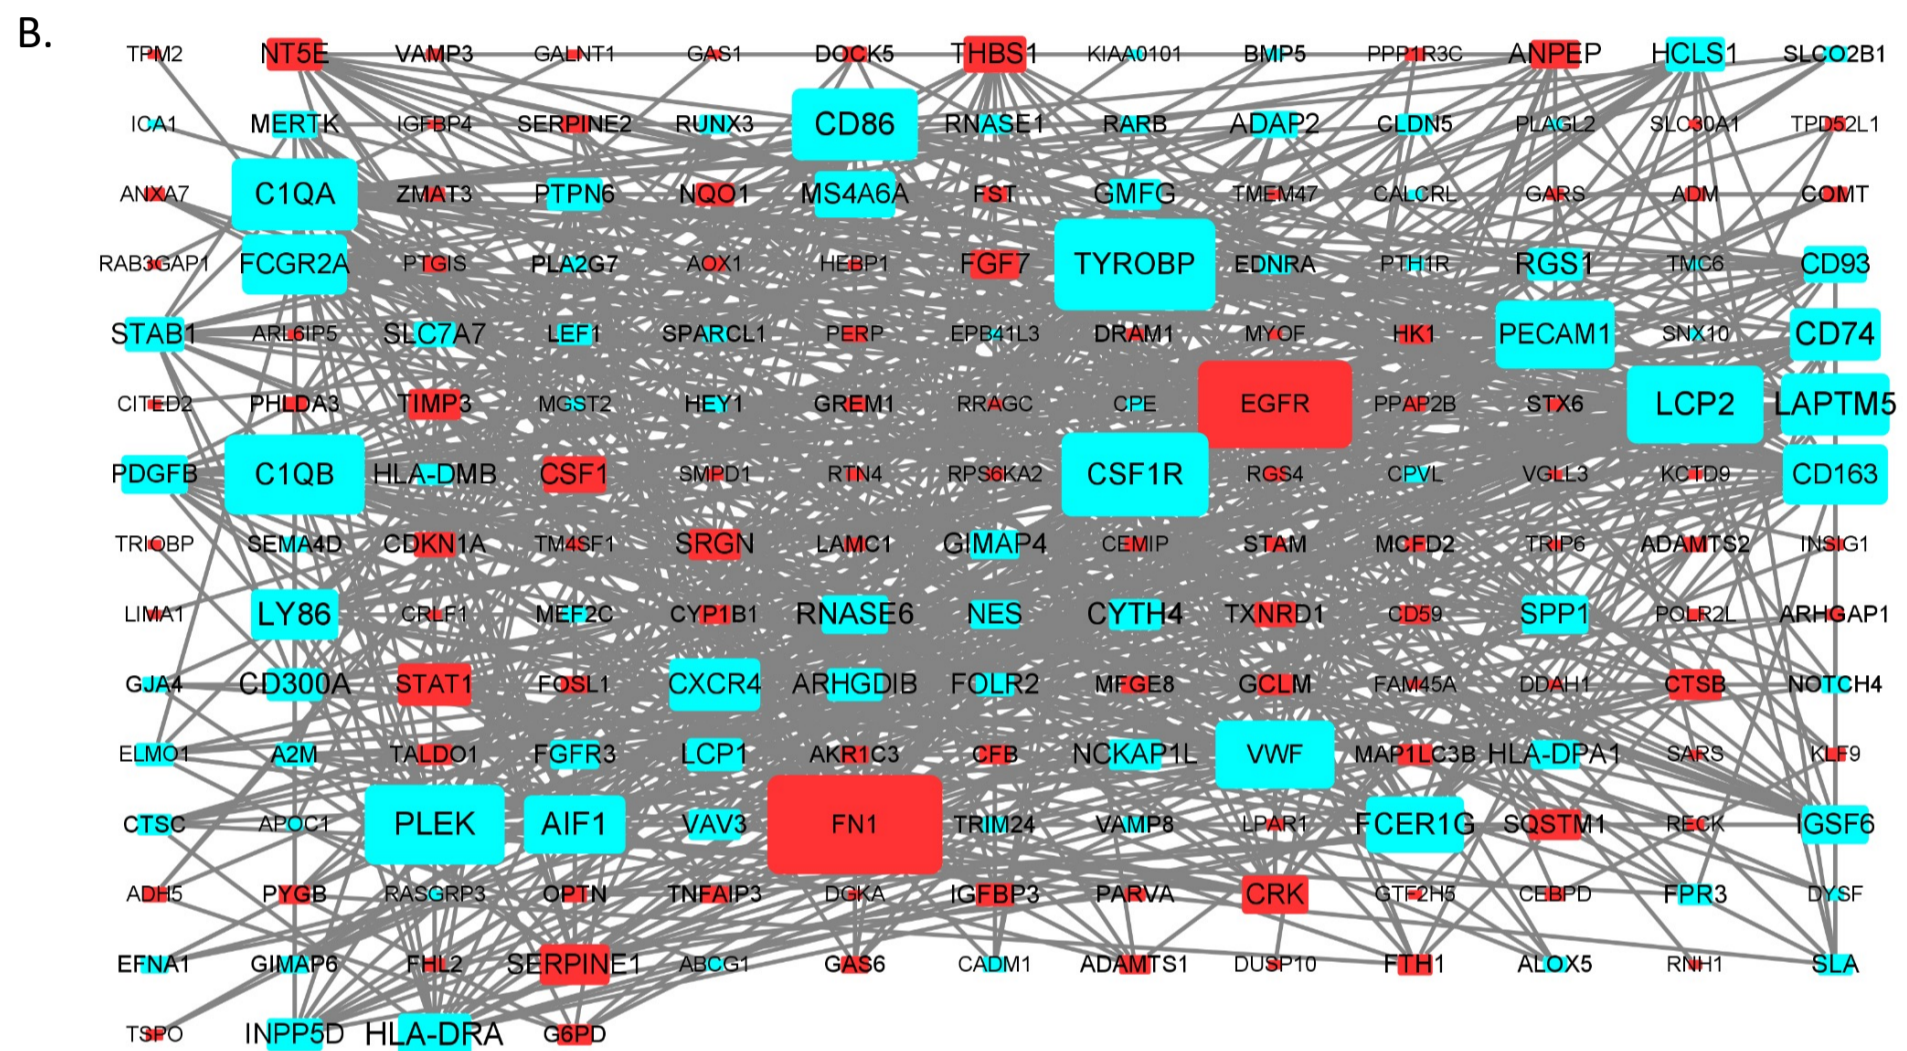 B.
TPM2 NT5E VAMP3 GALNT1 GAS1 DOCK5 THBS1 KIAA0101 BMP5 PPP1R3C ANPEP HCLS1 SLCO2B1
ICA1 MERTK IGFBP4 SERPINE2 RUNX3 CD86 RNASE1 RARB ADAP2 CLDN5 PLAGL2 SLC30A1 TPD52L1
ANXA7 C1QA ZMAT3 PTPN6 NQO1 MS4A6A FST GMFG TMEM47 CALCRL GARS ADM COMT
RAB3GAP1 FCGR2A PTGIS PLA2G7 AOX1 HEBP1 FGF7 TYROBP EDNRA PTH1R RGS1 TMC6 CD93
STAB1 ARL6IP5 SLC7A7 LEF1 SPARCL1 PERP EPB41L3 DRAM1 MYOF HK1 PECAM1 SNX10 CD74
CITED2 PHLDA3 TIMP3 MGST2 HEY1 GREM1 RRAGC CPE EGFR PPAP2B STX6 LCP2 LAPTM5
PDGFB C1QB HLA-DMB CSF1 SMPD1 RTN4 RPS6KA2 CSF1R RGS4 CPVL VGLL3 KCTD9 CD163
TRIOBP SEMA4D CDKN1A TM4SF1 SRGN LAMC1 GIMAP4 CEMIP STAM MCFD2 TRIP6 ADAMTS2 INSIG1
LIMA1 LY86 CRLF1 MEF2C CYP1B1 RNASE6 NES CYTH4 TXNRD1 CD59 SPP1 POLR2L ARHGAP1
GJA4 CD300A STAT1 FOSL1 CXCR4 ARHGDIB FOLR2 MFGE8 GCLM FAM45A DDAH1 CTSB NOTCH4
ELMO1 A2M TALDO1 FGFR3 LCP1 AKR1C3 CFB NCKAP1L VWF MAP1LC3B HLA-DPA1 SARS KLF9
CTSC APOC1 PLEK AIF1 VAV3 FN1 TRIM24 VAMP8 LPAR1 FCER1G SQSTM1 RECK IGSF6
ADH5 PYGB RASGRP3 OPTN TNFAIP3 DGKA IGFBP3 PARVA CRK GTF2H5 CEBPD FPR3 DYSF
EFNA1 GIMAP6 FHL2 SERPINE1 ABCG1 GAS6 CADM1 ADAMTS1 DUSP10 FTH1 ALOX5 RNH1 SLA
TSPO INPP5D HLA-DRA G6PD